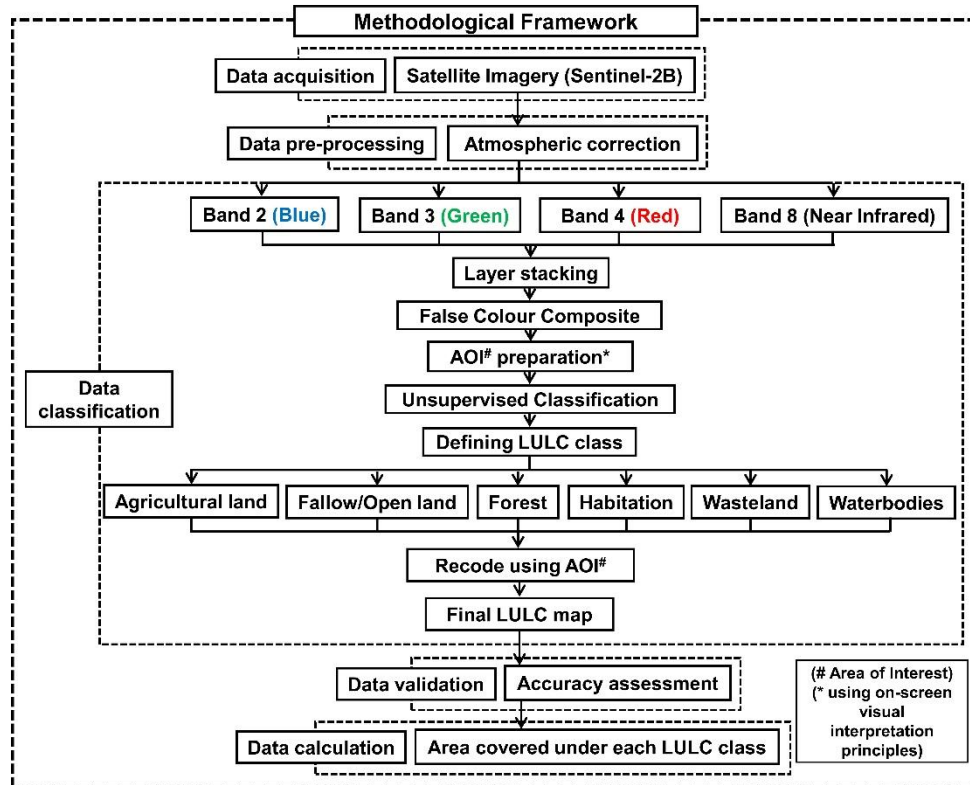 Methodological Framework
Data acquisition
Satellite Imagery (Sentinel-2B)
Data pre-processing
Atmospheric correction
Band 2 (Blue)
Band 3 (Green)
Band 4 (Red)
Band 8 (Near Infrared)
Layer stacking
False Colour Composite
AOI# preparation*
Data
classification
Unsupervised Classification
Defining LULC class
Agricultural land
Fallow/Open land
Forest
Habitation
Wasteland
Waterbodies
Recode using AOI#
Final LULC map
Data validation
Accuracy assessment
(# Area of Interest)
(* using on-screen
visual
interpretation
principles)
Data calculation
Area covered under each LULC class